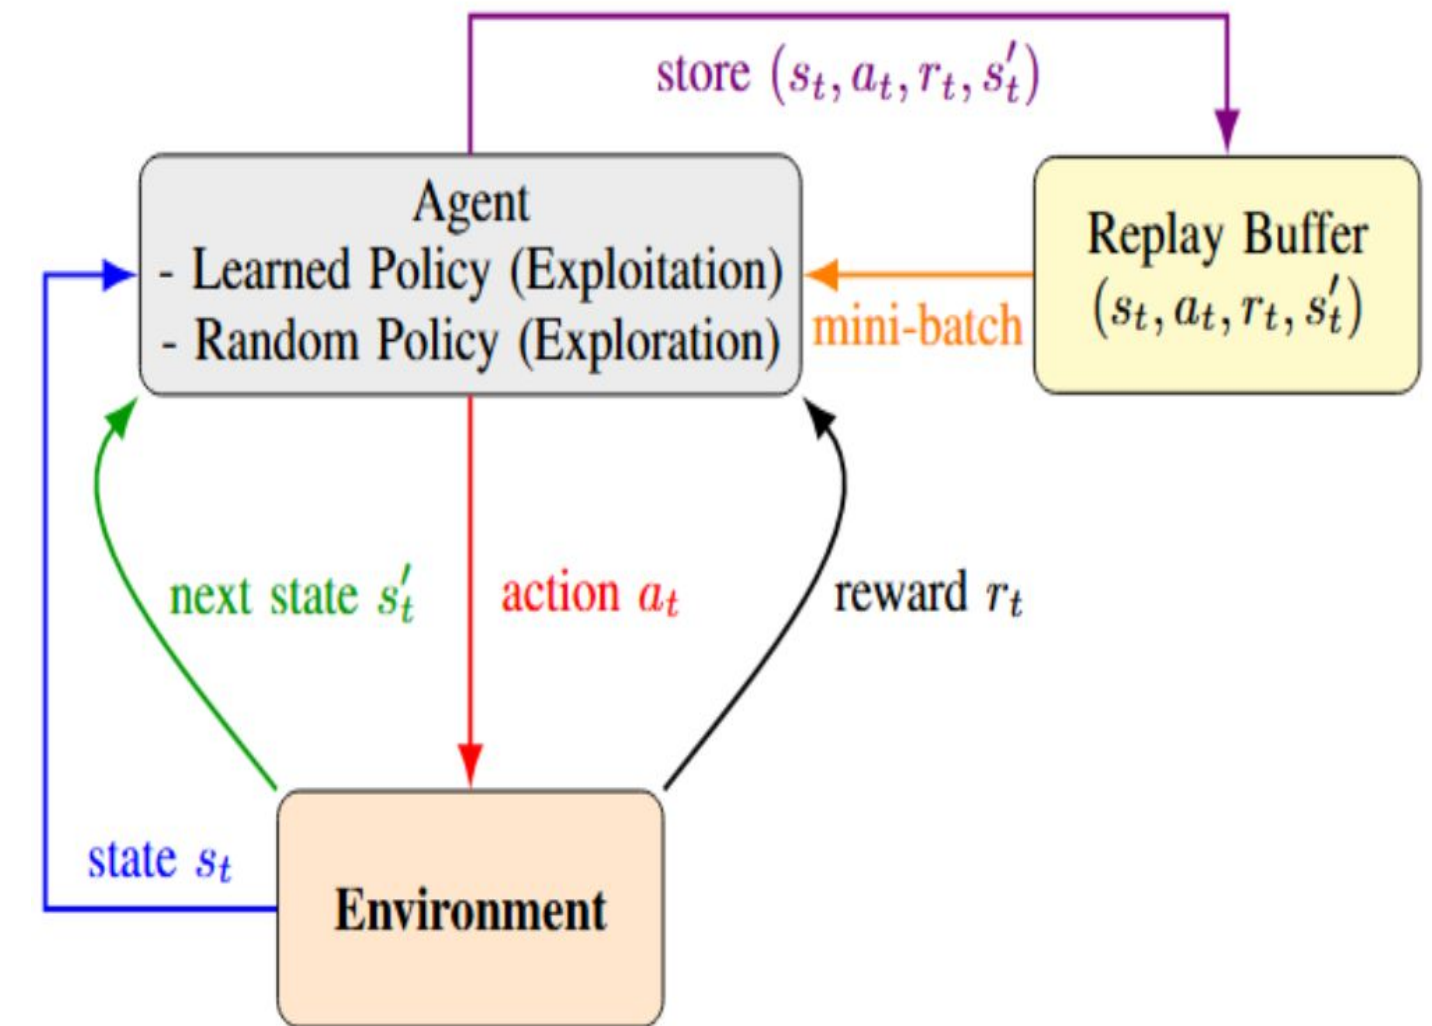 store (s_t, a_t, r_t, s'_t)
Agent
- Learned Policy (Exploitation)
- Random Policy (Exploration)
mini-batch
Replay Buffer
(s_t, a_t, r_t, s'_t)
next state s'_t
action a_t
reward r_t
state s_t
Environment